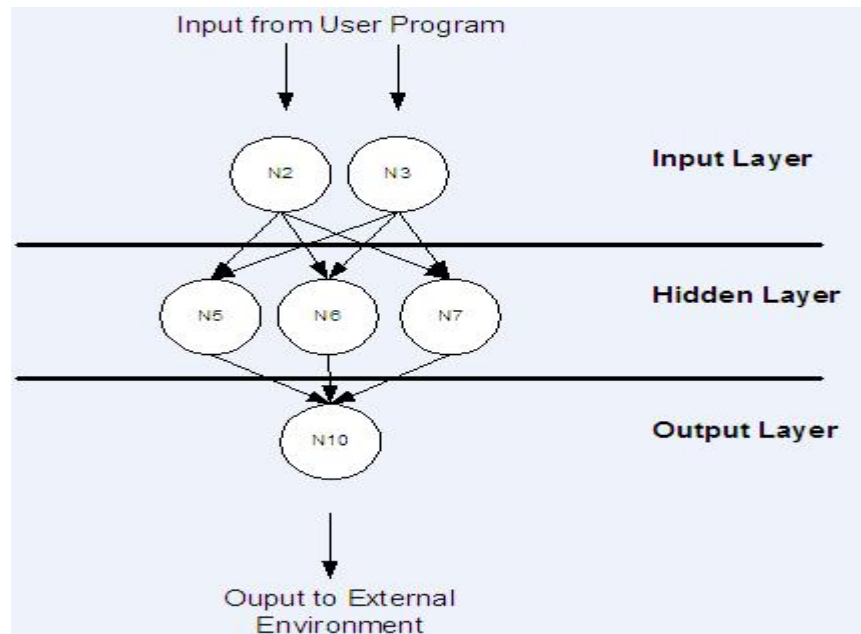 Input from User Program
N2
N3
Input Layer
N5
N6
N7
Hidden Layer
N10
Output Layer
Ouput to External
Environment